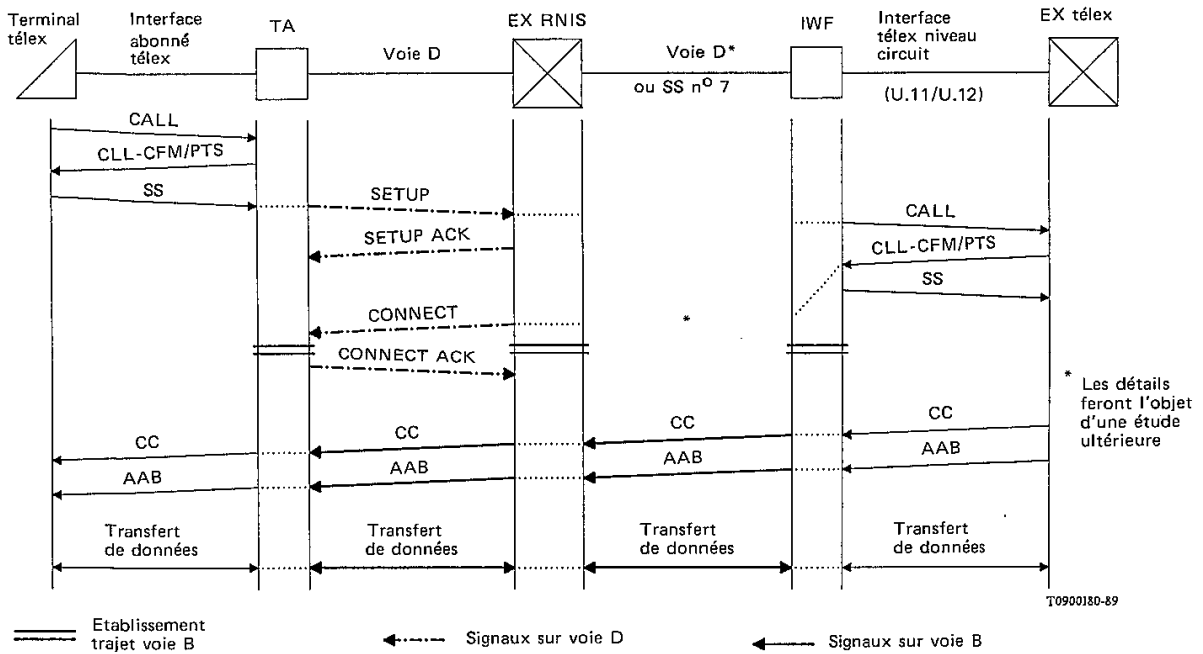 Terminal
télex
Interface
abonné
télex
TA
Voie D
EX RNIS
Voie D*
ou SS nº 7
IWF
Interface
télex niveau
circuit
(U.11/U.12)
EX télex
CALL
CLL-CFM/PTS
SS
SETUP
CALL
SETUP ACK
CLL-CFM/PTS
SS
CONNECT
*
CONNECT ACK
* Les détails
feront l'objet
d'une étude
ultérieure
CC
CC
CC
CC
AAB
AAB
AAB
AAB
Transfert
de données
Transfert
de données
Transfert
de données
Transfert
de données
T0900180-89
Etablissement
trajet voie B
Signaux sur voie D
Signaux sur voie B